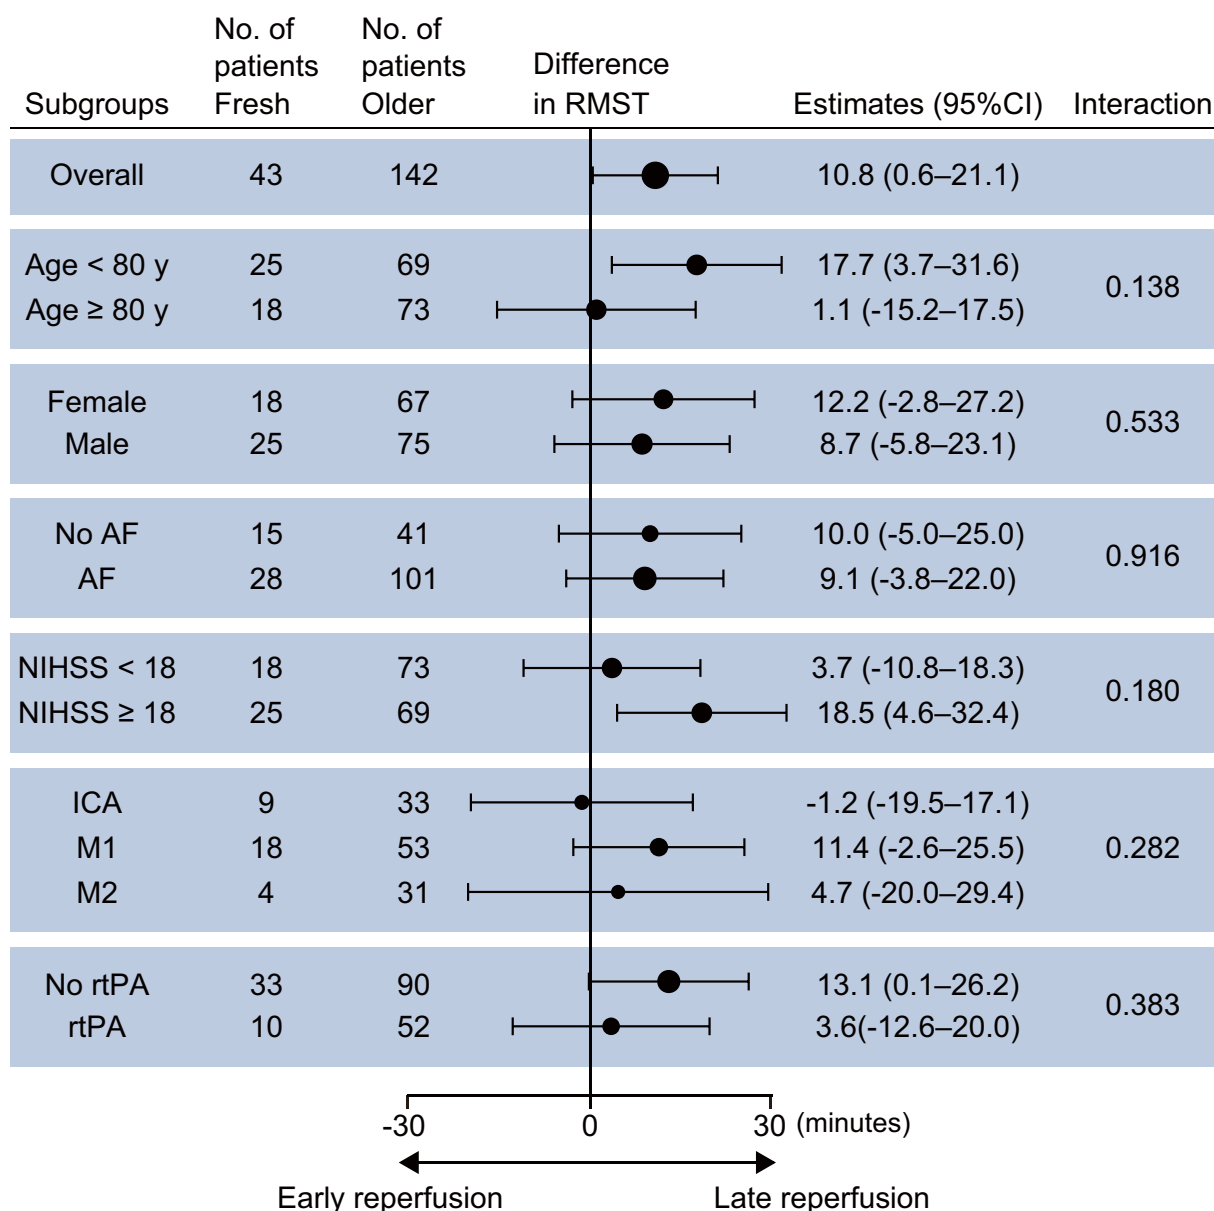 No. of No. of
patients patients Difference
Subgroups Fresh Older in RMST Estimates (95%CI) Interaction
Overall 43 142 10.8 (0.6–21.1)
Age < 80 y 25 69 17.7 (3.7–31.6)
0.138
Age ≥ 80 y 18 73 1.1 (-15.2–17.5)
Female 18 67 12.2 (-2.8–27.2)
0.533
Male 25 75 8.7 (-5.8–23.1)
No AF 15 41 10.0 (-5.0–25.0)
0.916
AF 28 101 9.1 (-3.8–22.0)
NIHSS < 18 18 73 3.7 (-10.8–18.3)
0.180
NIHSS ≥ 18 25 69 18.5 (4.6–32.4)
ICA 9 33 -1.2 (-19.5–17.1)
M1 18 53 11.4 (-2.6–25.5) 0.282
M2 4 31 4.7 (-20.0–29.4)
No rtPA 33 90 13.1 (0.1–26.2)
0.383
rtPA 10 52 3.6(-12.6–20.0)
-30 0 30 (minutes)
Early reperfusion Late reperfusion